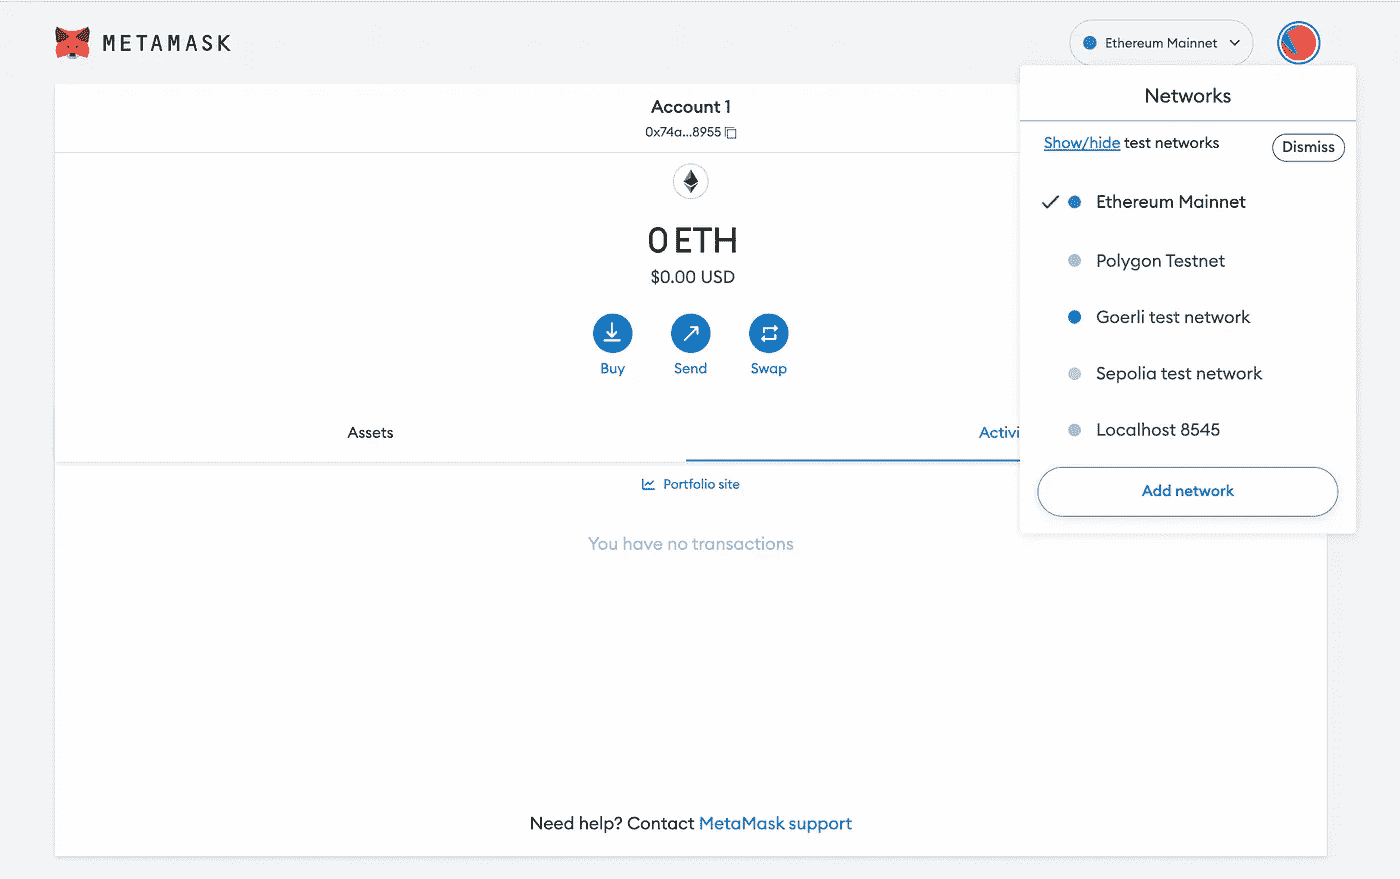 METAMASK
Ethereum Mainnet
Account 1
0x74a...8955
0 ETH
$0.00 USD
Buy
Send
Swap
Assets
Activi
Portfolio site
You have no transactions
Need help? Contact MetaMask support
Networks
Show/hide test networks
Dismiss
Ethereum Mainnet
Polygon Testnet
Goerli test network
Sepolia test network
Localhost 8545
Add network